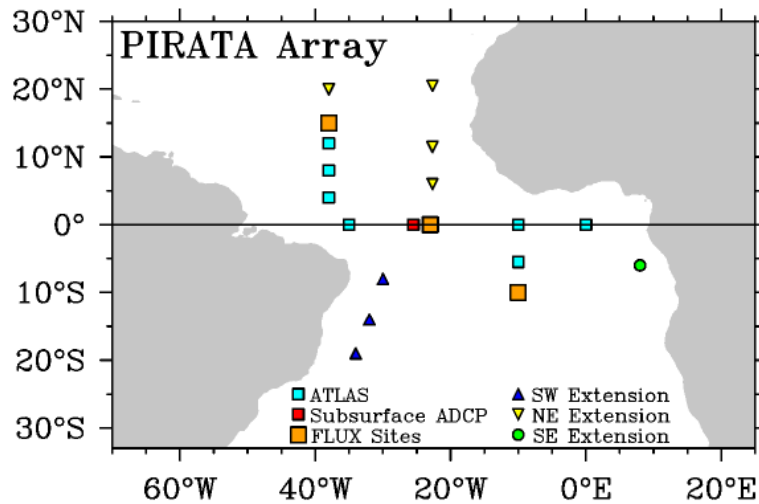 PIRATA Array
30°N
20°N
10°N
0°
10°S
20°S
30°S
ATLAS
Subsurface ADCP
FLUX Sites
SW Extension
NE Extension
SE Extension
60°W 40°W 20°W 0°E 20°E